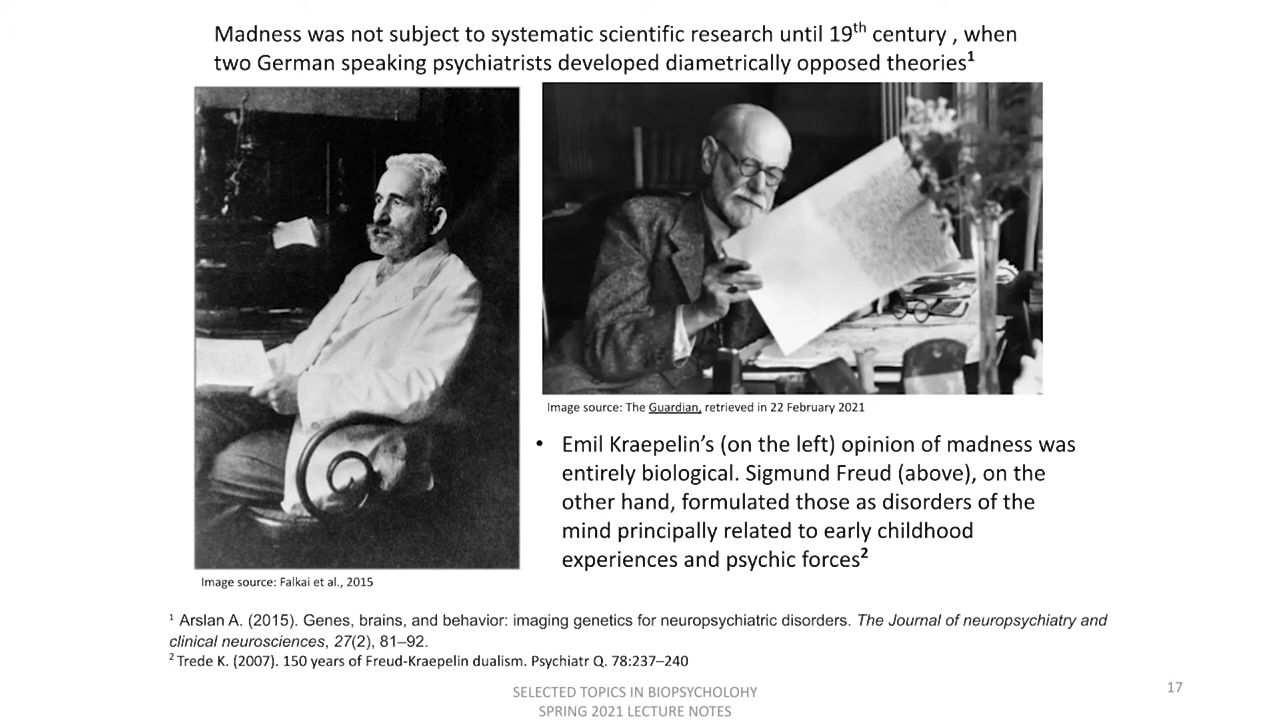 Madness was not subject to systematic scientific research until 19th century , when
two German speaking psychiatrists developed diametrically opposed theories1
Image source: The Guardian, retrieved in 22 February 2021
• Emil Kraepelin’s (on the left) opinion of madness was
entirely biological. Sigmund Freud (above), on the
other hand, formulated those as disorders of the
mind principally related to early childhood
experiences and psychic forces2
Image source: Falkai et al., 2015
1 Arslan A. (2015). Genes, brains, and behavior: imaging genetics for neuropsychiatric disorders. The Journal of neuropsychiatry and
clinical neurosciences, 27(2), 81–92.
2 Trede K. (2007). 150 years of Freud-Kraepelin dualism. Psychiatr Q. 78:237–240
SELECTED TOPICS IN BIOPSYCHOLOHY
SPRING 2021 LECTURE NOTES
17